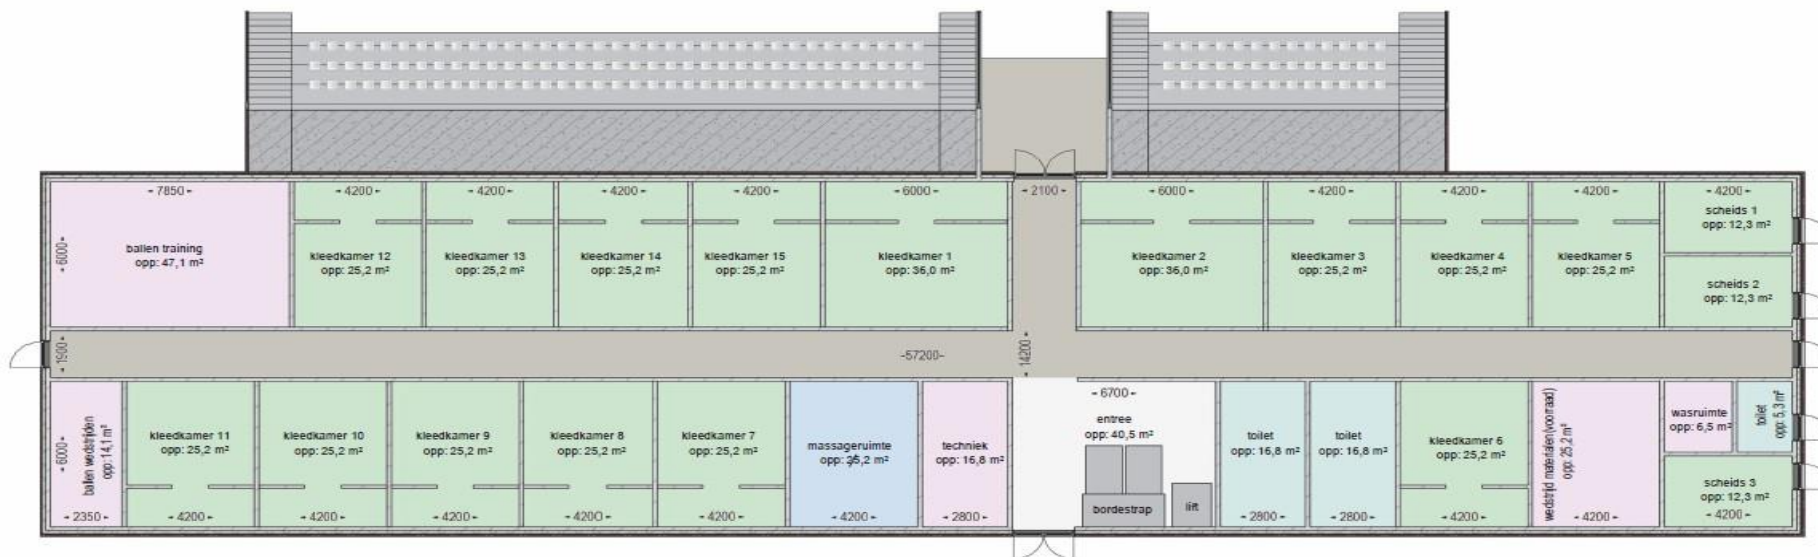 7850
4200
4200
4200
4200
6000
2100
6000
4200
4200
4200
4200
6000
ballen training
opp: 47,1 m²
kleedkamer 12
opp: 25,2 m²
kleedkamer 13
opp: 25,2 m²
kleedkamer 14
opp: 25,2 m²
kleedkamer 15
opp: 25,2 m²
kleedkamer 1
opp: 36,0 m²
kleedkamer 2
opp: 36,0 m²
kleedkamer 3
opp: 25,2 m²
kleedkamer 4
opp: 25,2 m²
kleedkamer 5
opp: 25,2 m²
scheids 1
opp: 12,3 m²
scheids 2
opp: 12,3 m²
1900
57200
14200
6000
ballen wedstrijden
opp: 14,1 m²
kleedkamer 11
opp: 25,2 m²
kleedkamer 10
opp: 25,2 m²
kleedkamer 9
opp: 25,2 m²
kleedkamer 8
opp: 25,2 m²
kleedkamer 7
opp: 25,2 m²
massageruimte
opp: 25,2 m²
techniek
opp: 16,8 m²
6700
entree
opp: 40,5 m²
bordestrap
lift
toilet
opp: 16,8 m²
toilet
opp: 16,8 m²
kleedkamer 6
opp: 25,2 m²
wedstrijd materialen(voorraad)
opp: 25,2 m²
wasruimte
opp: 6,5 m²
toilet
opp: 5,3 m²
scheids 3
opp: 12,3 m²
2350
4200
4200
4200
4200
4200
4200
2800
2800
2800
4200
4200
4200